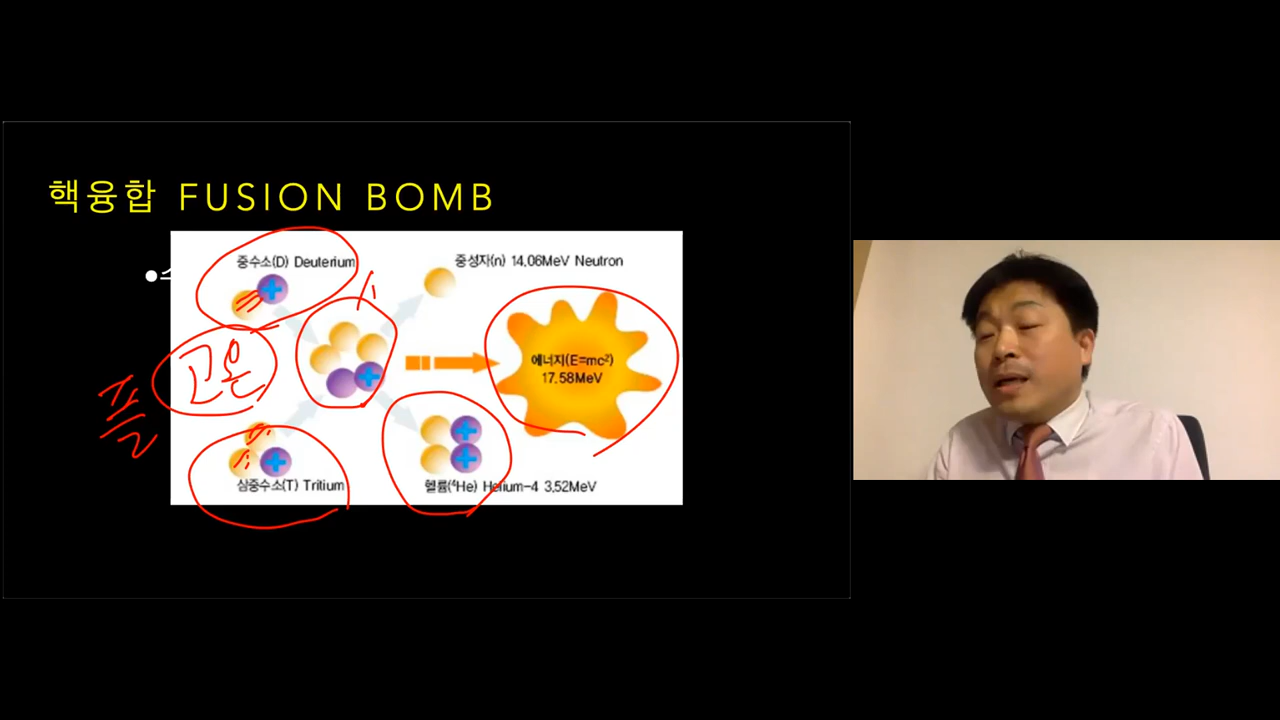 핵융합 FUSION BOMB
중수소(D) Deuterium
중성자(n) 14.06MeV Neutron
고온
플
에너지(E=mc²)
17.58MeV
삼중수소(T) Tritium
헬륨(⁴He) Helium-4 3.52MeV